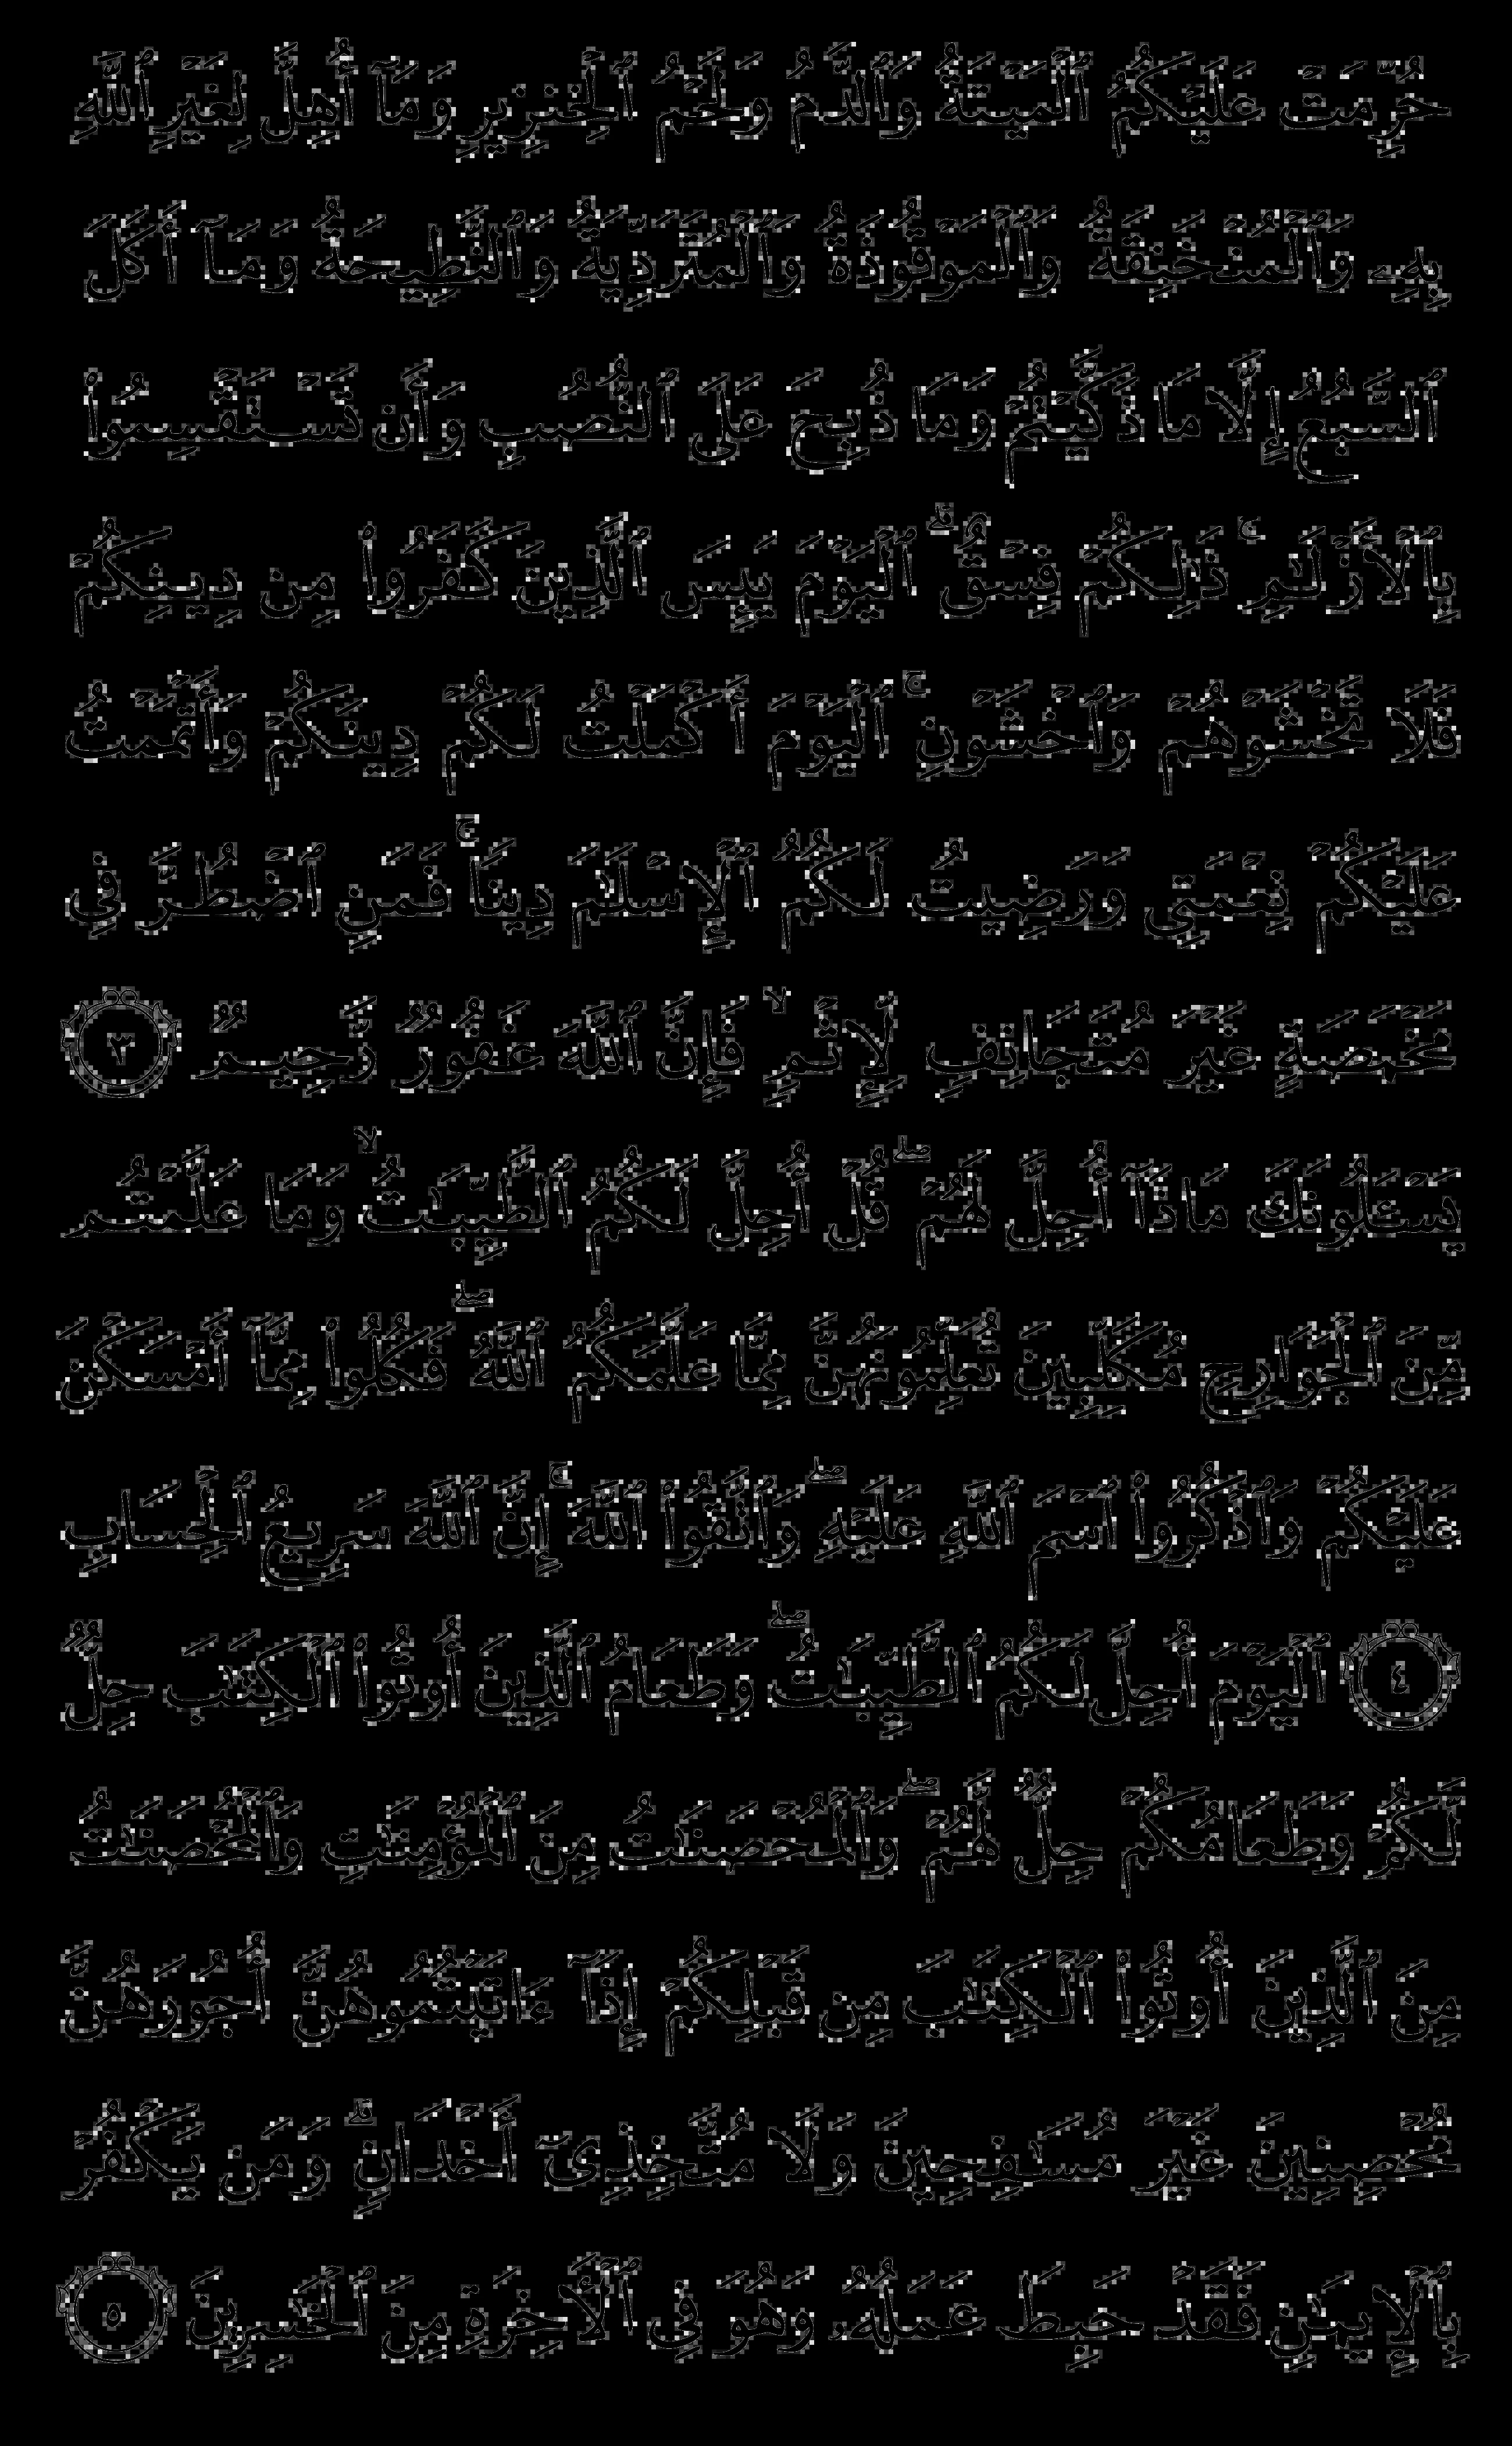 حُرِّمَتْ عَلَيْكُمُ ٱلْمَيْتَةُ وَٱلدَّمُ وَلَحْمُ ٱلْخِنزِيرِ وَمَآ أُهِلَّ لِغَيْرِ ٱللَّهِ
بِهِۦ وَٱلْمُنْخَنِقَةُ وَٱلْمَوْقُوذَةُ وَٱلْمُتَرَدِّيَةُ وَٱلنَّطِيحَةُ وَمَآ أَكَلَ
ٱلسَّبُعُ إِلَّا مَا ذَكَّيْتُمْ وَمَا ذُبِحَ عَلَى ٱلنُّصُبِ وَأَن تَسْتَقْسِمُوا۟
بِٱلْأَزْلَـٰمِ ۚ ذَٰلِكُمْ فِسْقٌ ۗ ٱلْيَوْمَ يَئِسَ ٱلَّذِينَ كَفَرُوا۟ مِن دِينِكُمْ
فَلَا تَخْشَوْهُمْ وَٱخْشَوْنِ ۚ ٱلْيَوْمَ أَكْمَلْتُ لَكُمْ دِينَكُمْ وَأَتْمَمْتُ
عَلَيْكُمْ نِعْمَتِى وَرَضِيتُ لَكُمُ ٱلْإِسْلَـٰمَ دِينًا ۚ فَمَنِ ٱضْطُرَّ فِى
مَخْمَصَةٍ غَيْرَ مُتَجَانِفٍ لِّإِثْمٍ ۙ فَإِنَّ ٱللَّهَ غَفُورٌ رَّحِيمٌ ٣
يَسْـَٔلُونَكَ مَاذَآ أُحِلَّ لَهُمْ ۖ قُلْ أُحِلَّ لَكُمُ ٱلطَّيِّبَـٰتُ ۙ وَمَا عَلَّمْتُم
مِّنَ ٱلْجَوَارِحِ مُكَلِّبِينَ تُعَلِّمُونَهُنَّ مِمَّا عَلَّمَكُمُ ٱللَّهُ ۖ فَكُلُوا۟ مِمَّآ أَمْسَكْنَ
عَلَيْكُمْ وَٱذْكُرُوا۟ ٱسْمَ ٱللَّهِ عَلَيْهِ ۖ وَٱتَّقُوا۟ ٱللَّهَ ۚ إِنَّ ٱللَّهَ سَرِيعُ ٱلْحِسَابِ
٤ ٱلْيَوْمَ أُحِلَّ لَكُمُ ٱلطَّيِّبَـٰتُ ۖ وَطَعَامُ ٱلَّذِينَ أُوتُوا۟ ٱلْكِتَـٰبَ حِلٌّ
لَّكُمْ وَطَعَامُكُمْ حِلٌّ لَّهُمْ ۖ وَٱلْمُحْصَنَـٰتُ مِنَ ٱلْمُؤْمِنَـٰتِ وَٱلْمُحْصَنَـٰتُ
مِنَ ٱلَّذِينَ أُوتُوا۟ ٱلْكِتَـٰبَ مِن قَبْلِكُمْ إِذَآ ءَاتَيْتُمُوهُنَّ أُجُورَهُنَّ
مُحْصِنِينَ غَيْرَ مُسَـٰفِحِينَ وَلَا مُتَّخِذِىٓ أَخْدَانٍ ۗ وَمَن يَكْفُرْ
بِٱلْإِيمَـٰنِ فَقَدْ حَبِطَ عَمَلُهُۥ وَهُوَ فِى ٱلْـَٔاخِرَةِ مِنَ ٱلْخَـٰسِرِينَ ٥